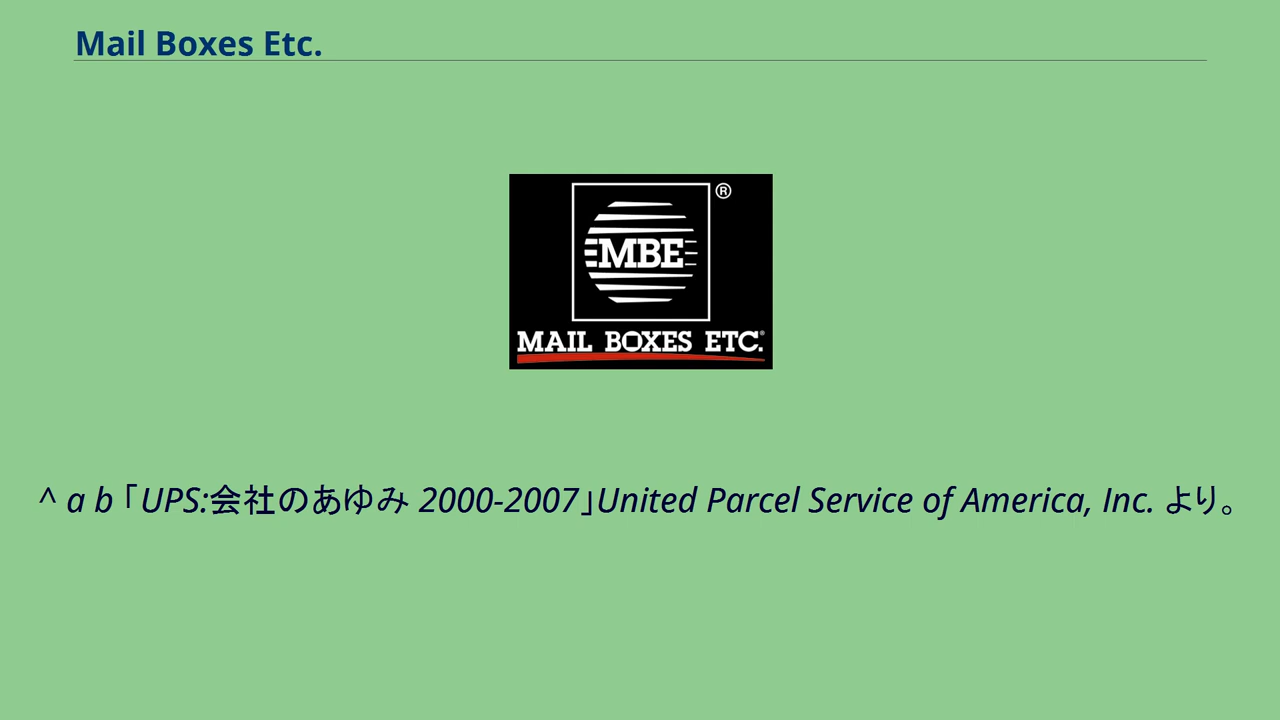 Mail Boxes Etc.
®
MBE
MAIL BOXES ETC.®
^ a b「UPS:会社のあゆみ 2000-2007」United Parcel Service of America, Inc. より。